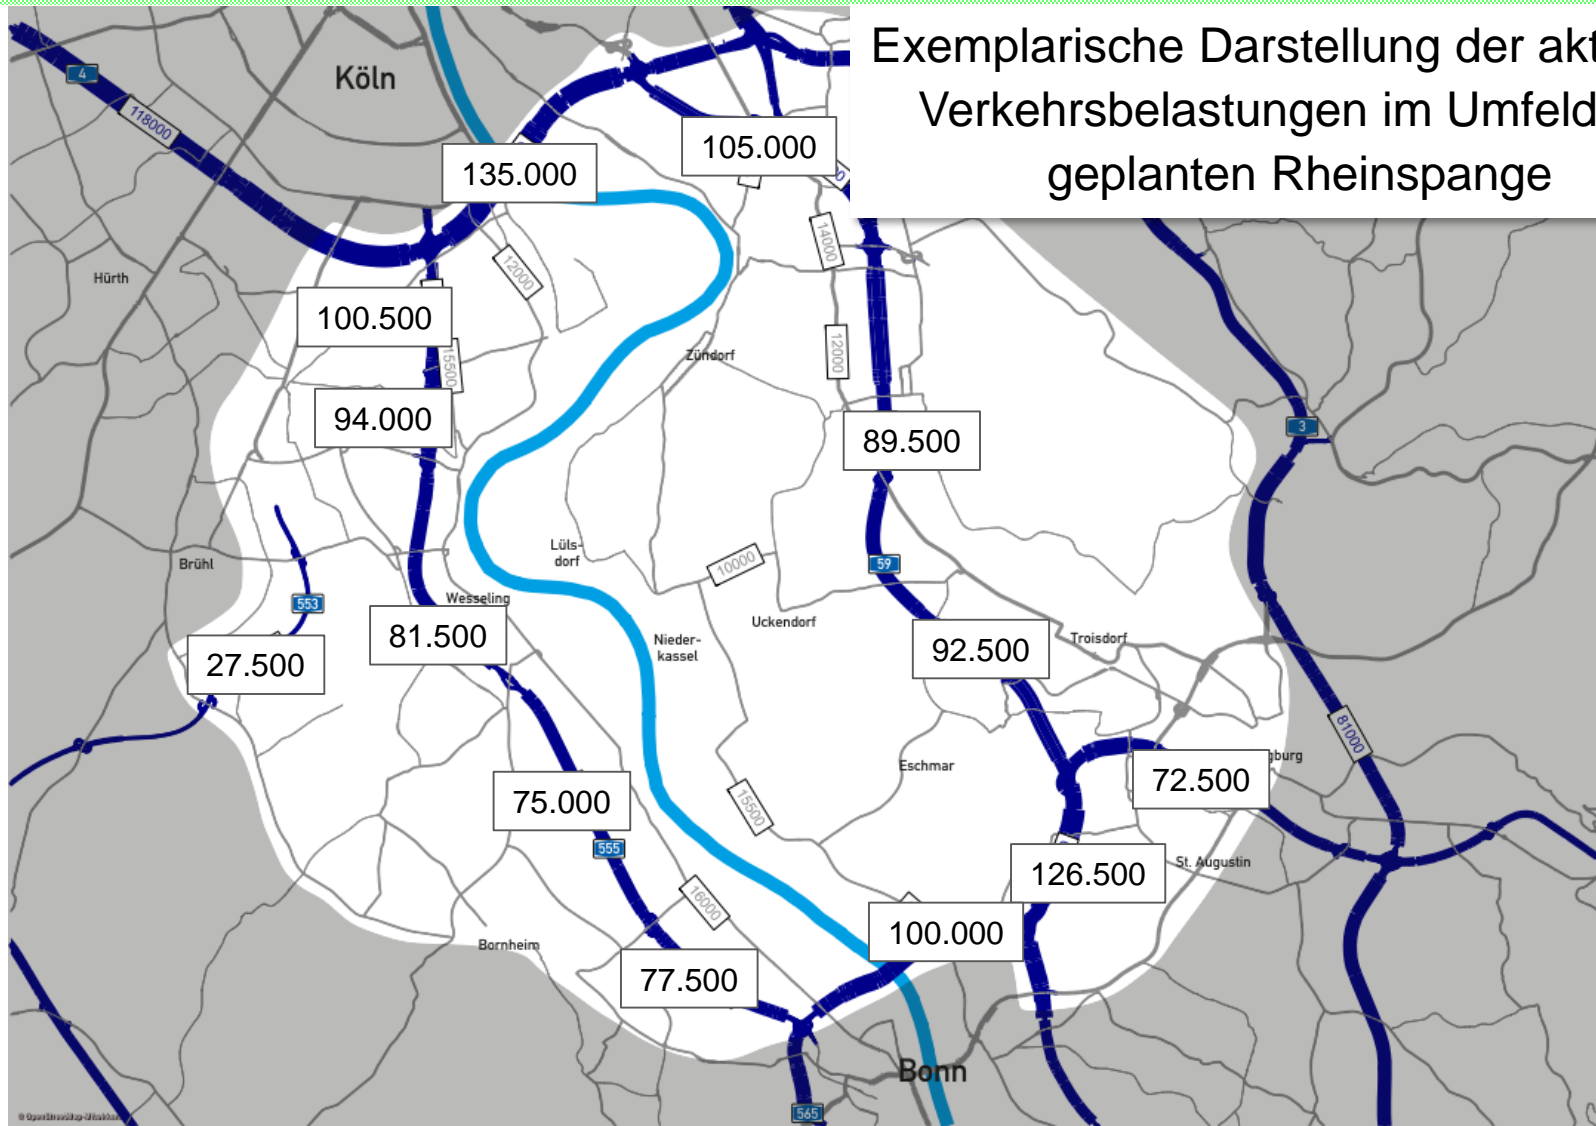 Exemplarische Darstellung der
Verkehrsbelastungen im Umfeld
geplanten Rheinspange
Köln
4
118000
135.000
105.000
14000
12000
Hürth
100.500
15500
12000
Zündorf
94.000
89.500
3
Lüls-
dorf
10000
59
Brühl
553
Wesseling
Uckendorf
Nieder-
kassel
Troisdorf
27.500
81.500
92.500
81000
Eschmar
72.500
75.000
15500
555
126.500
St. Augustin
16000
100.000
Bornheim
77.500
Bonn
565